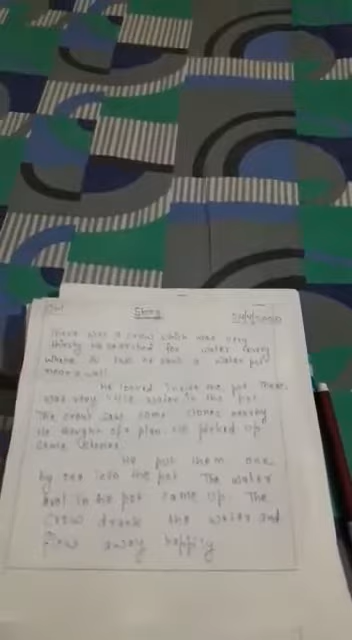 Story
There was a crow which was very
thirsty He searched for water every
where At last he saw a water pot
near a wall.
He looked inside the pot There
was very little water in the pot
The crow saw some stones nearby
He thought of a plan. He picked up
some stones.
He put them one
by one into the pot The water
level in the pot came up. The
crow drank the water and
flew away happily